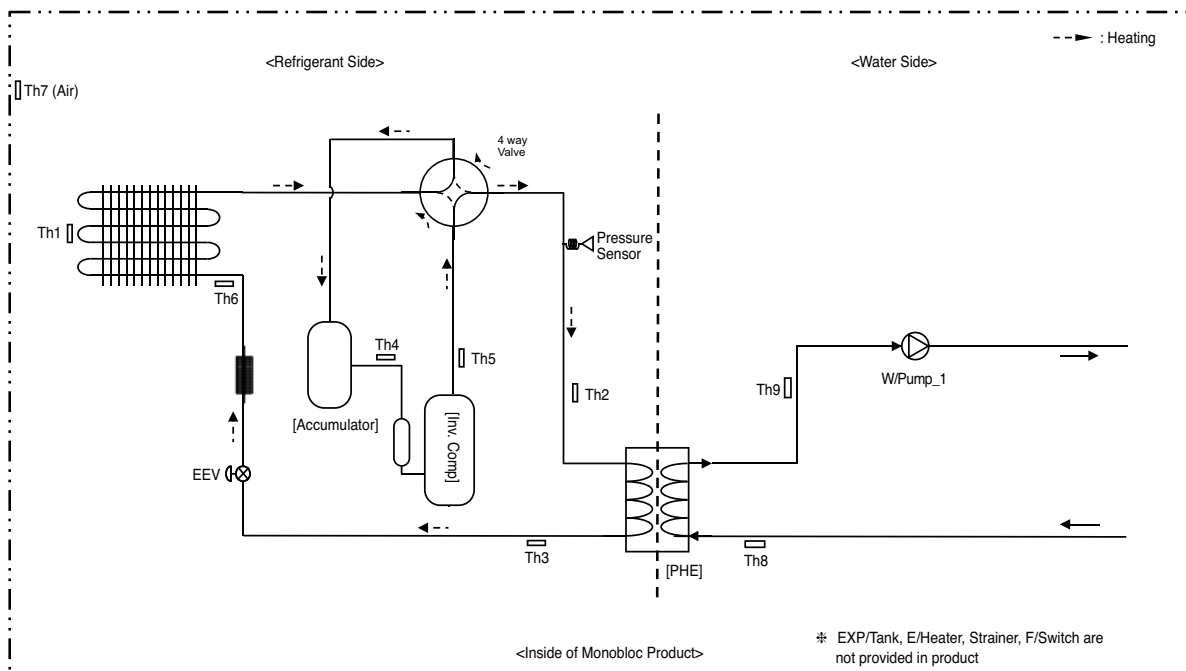 : Heating
<Refrigerant Side>
<Water Side>
Th7 (Air)
4 way
Valve
Th1
Pressure
Sensor
Th6
Th4
Th5
W/Pump_1
Th9
Th2
[Accumulator]
[Inv. Comp]
EEV
Th3
[PHE]
Th8
<Inside of Monobloc Product>
❉ EXP/Tank, E/Heater, Strainer, F/Switch are
not provided in product